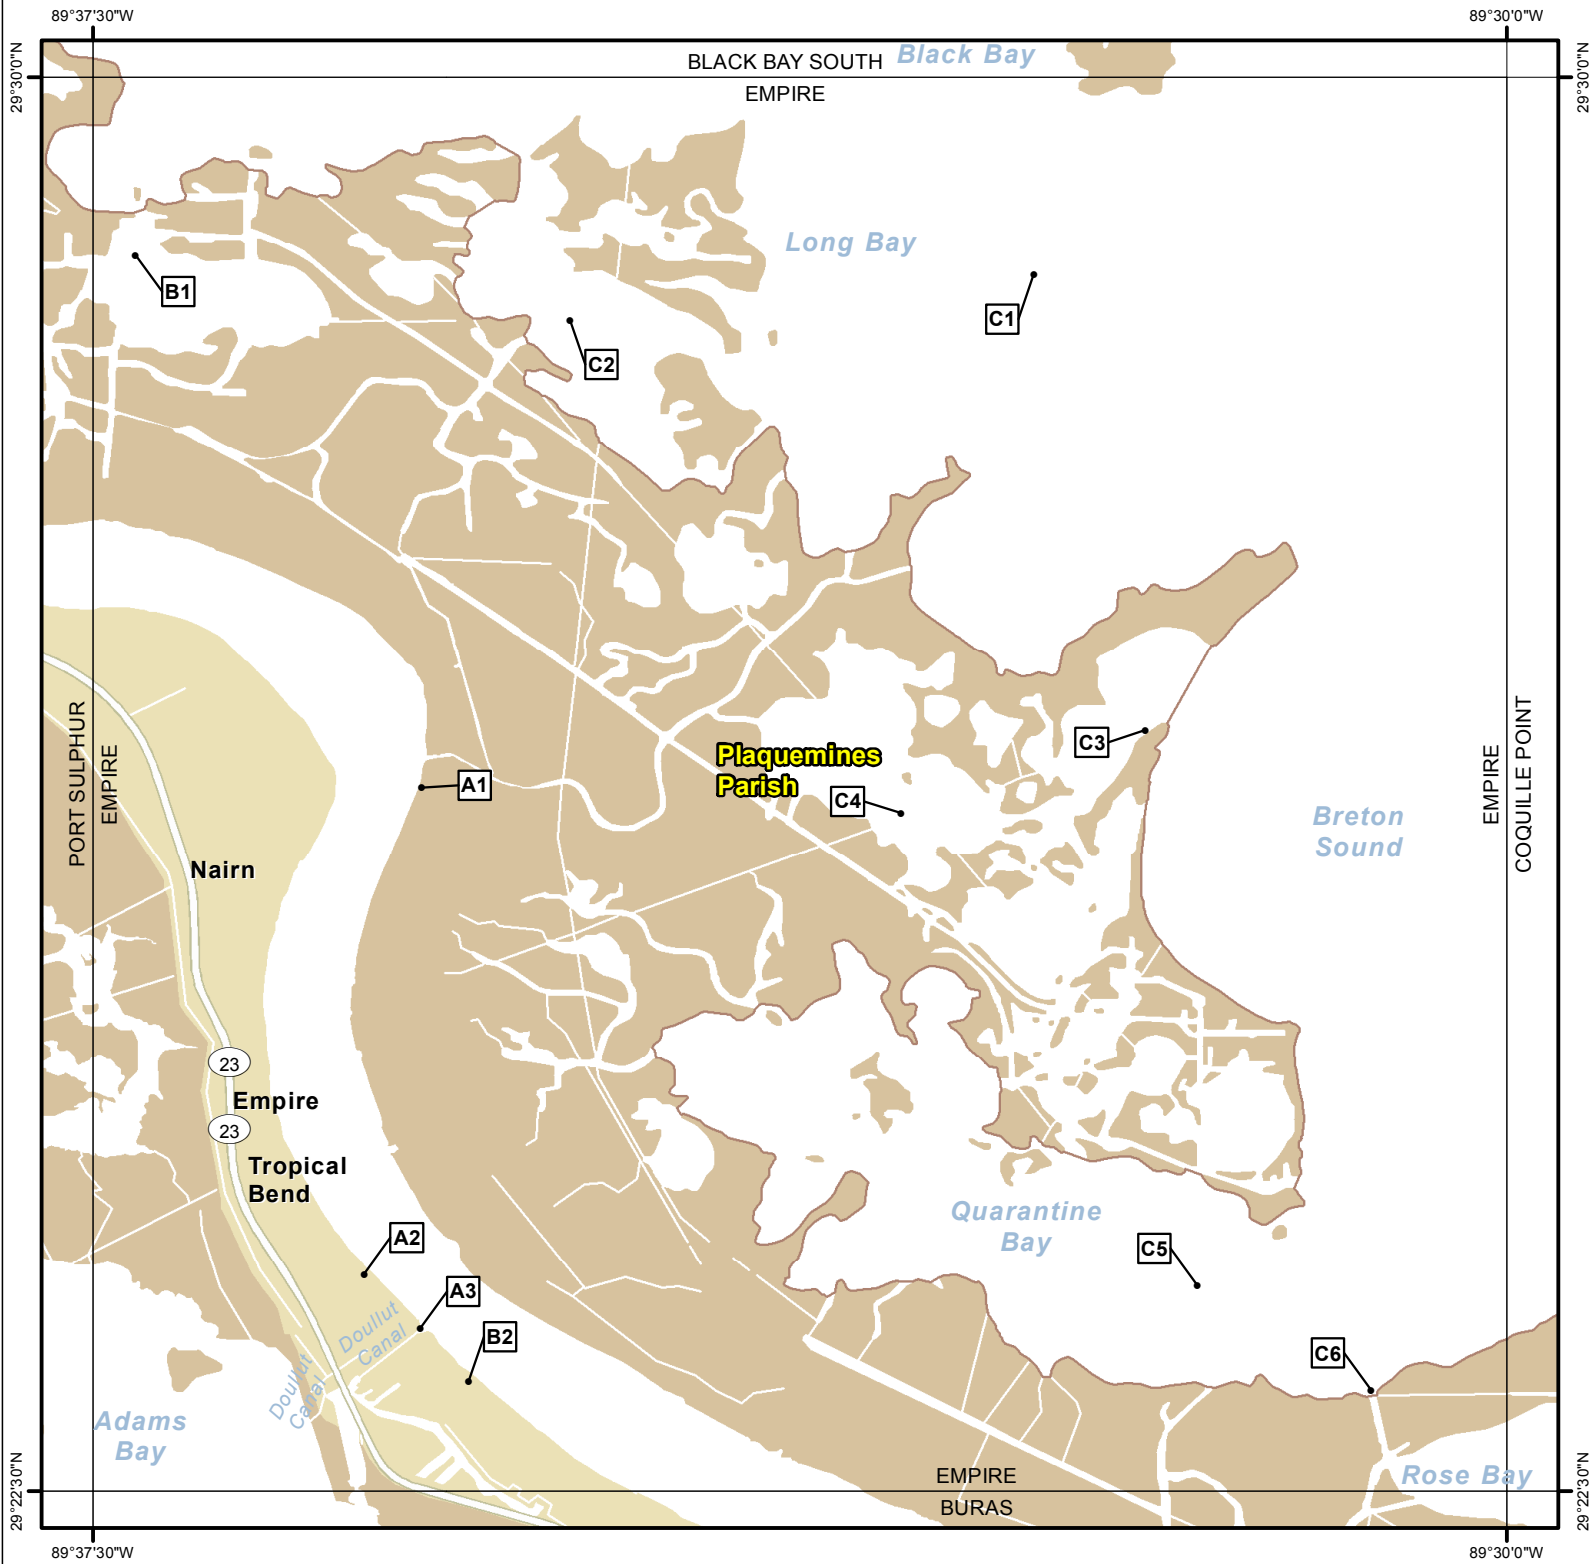 89°37'30"W
89°30'0"W
29°30'0"N
29°30'0"N
BLACK BAY SOUTH
Black Bay
EMPIRE
Long Bay
B1
C1
C2
PORT SULPHUR
EMPIRE
EMPIRE
COQUILLE POINT
C3
Plaquemines
Parish
A1
C4
Breton
Sound
Nairn
23
Empire
23
Tropical
Bend
Quarantine
Bay
A2
C5
A3
B2
Doullut
Canal
Doullut
Canal
C6
Adams
Bay
EMPIRE
BURAS
Rose Bay
29°22'30"N
29°22'30"N
89°37'30"W
89°30'0"W